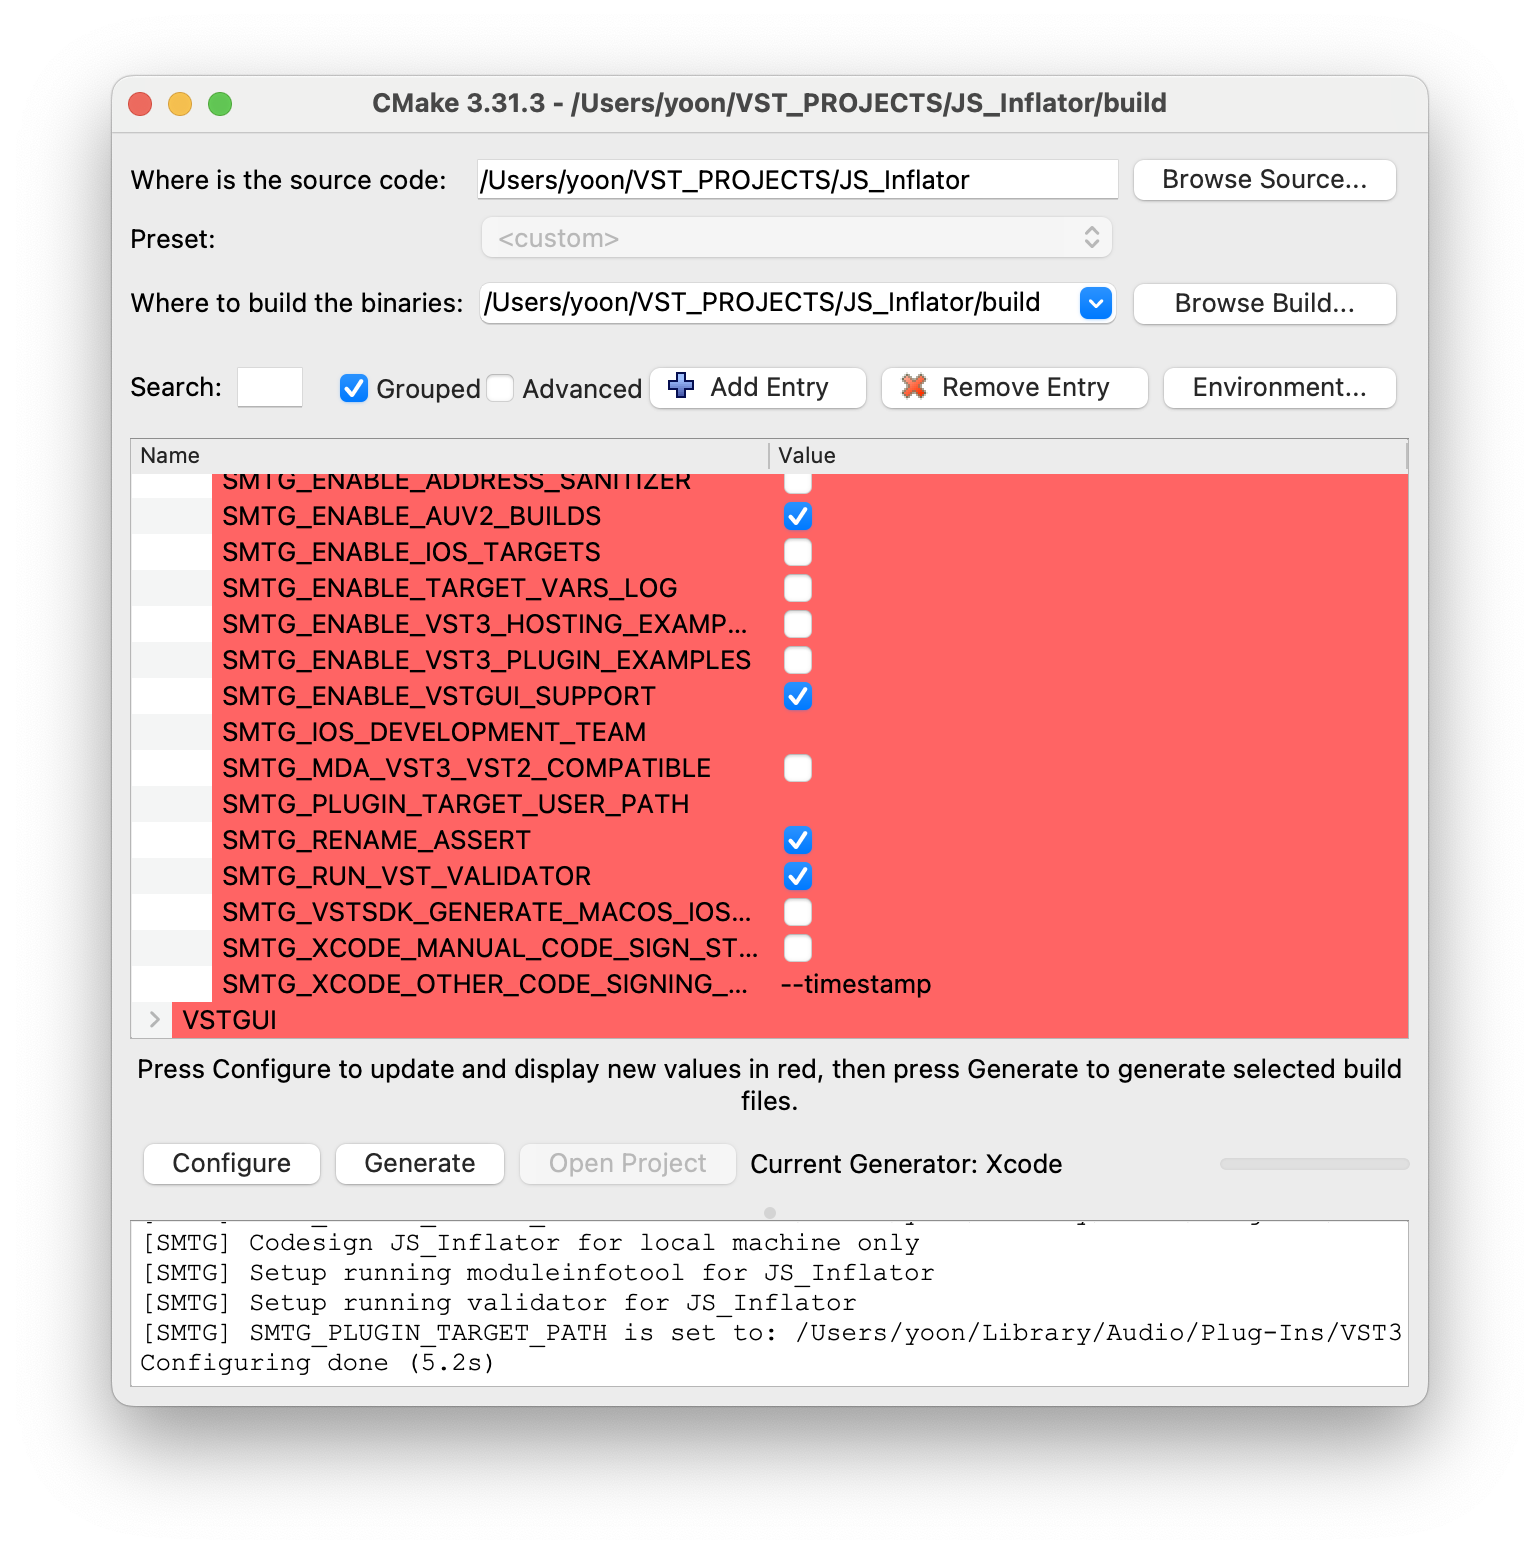 CMake 3.31.3 - /Users/yoon/VST_PROJECTS/JS_Inflator/build
Where is the source code: /Users/yoon/VST_PROJECTS/JS_Inflator Browse Source...
Preset: <custom>
Where to build the binaries: /Users/yoon/VST_PROJECTS/JS_Inflator/build Browse Build...
Search: Grouped Advanced Add Entry Remove Entry Environment...
Name Value
SMTG_ENABLE_ADDRESS_SANITIZER
SMTG_ENABLE_AUV2_BUILDS
SMTG_ENABLE_IOS_TARGETS
SMTG_ENABLE_TARGET_VARS_LOG
SMTG_ENABLE_VST3_HOSTING_EXAMP...
SMTG_ENABLE_VST3_PLUGIN_EXAMPLES
SMTG_ENABLE_VSTGUI_SUPPORT
SMTG_IOS_DEVELOPMENT_TEAM
SMTG_MDA_VST3_VST2_COMPATIBLE
SMTG_PLUGIN_TARGET_USER_PATH
SMTG_RENAME_ASSERT
SMTG_RUN_VST_VALIDATOR
SMTG_VSTSDK_GENERATE_MACOS_IOS...
SMTG_XCODE_MANUAL_CODE_SIGN_ST...
SMTG_XCODE_OTHER_CODE_SIGNING_... --timestamp
VSTGUI
Press Configure to update and display new values in red, then press Generate to generate selected build
files.
Configure Generate Open Project Current Generator: Xcode
[SMTG] Codesign JS_Inflator for local machine only
[SMTG] Setup running moduleinfotool for JS_Inflator
[SMTG] Setup running validator for JS_Inflator
[SMTG] SMTG_PLUGIN_TARGET_PATH is set to: /Users/yoon/Library/Audio/Plug-Ins/VST3
Configuring done (5.2s)